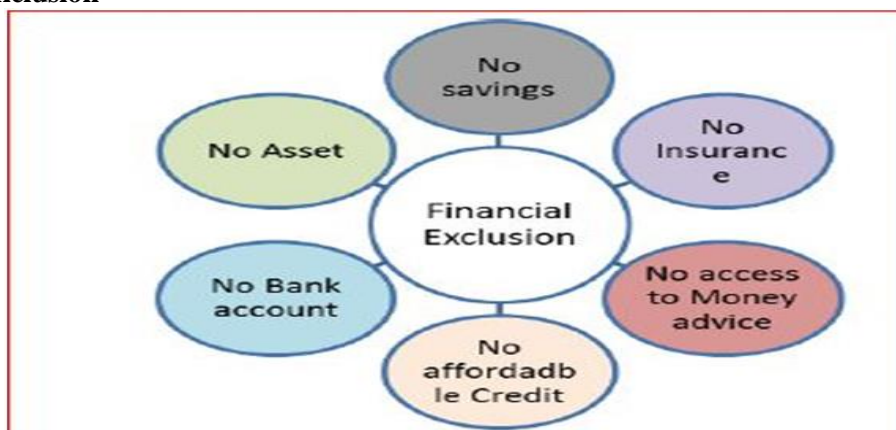 nclusion
No
savings
No Asset
No
Insuranc
e
Financial
Exclusion
No Bank
account
No access
to Money
advice
No
affordadb
le Credit